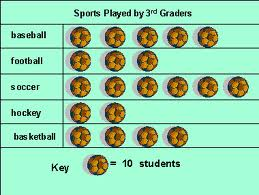 Sports Played by 3rd Graders
baseball
football
soccer
hockey
basketball
Key = 10 students